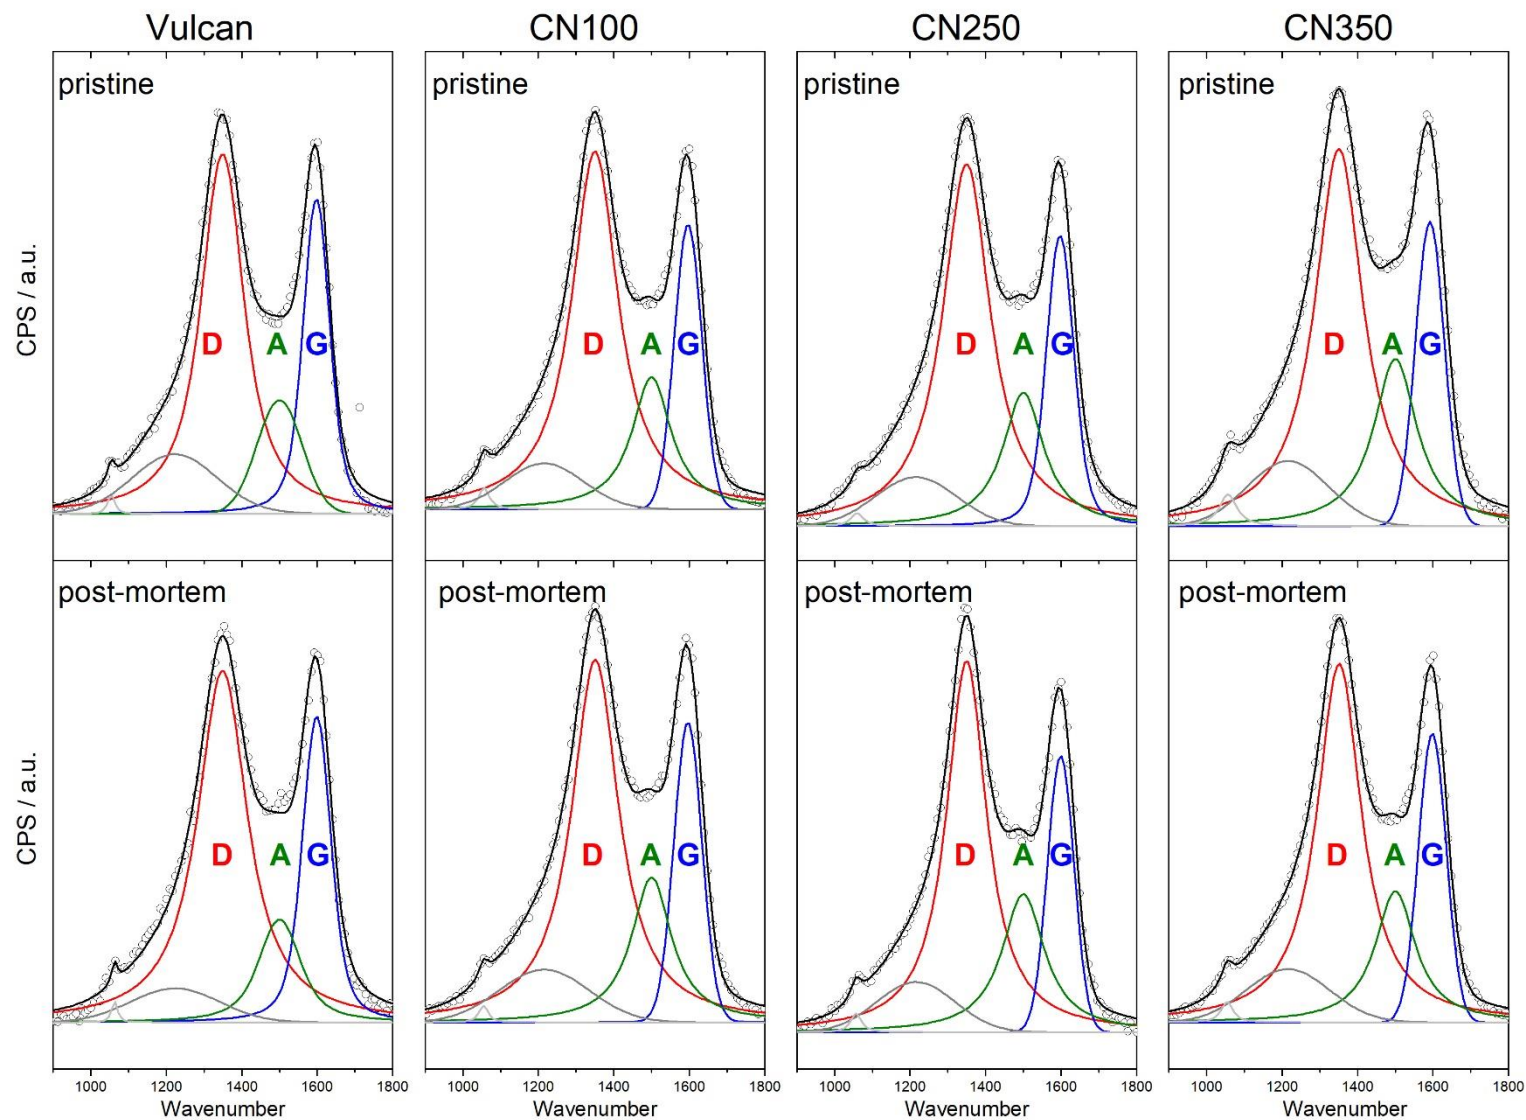 Vulcan CN100 CN250 CN350
pristine pristine pristine pristine
CPS / a.u.
D A G D A G D A G D A G
post-mortem post-mortem post-mortem post-mortem
CPS / a.u.
D A G D A G D A G D A G
1000 1200 1400 1600 1800 1000 1200 1400 1600 1800 1000 1200 1400 1600 1800 1000 1200 1400 1600 1800
Wavenumber Wavenumber Wavenumber Wavenumber